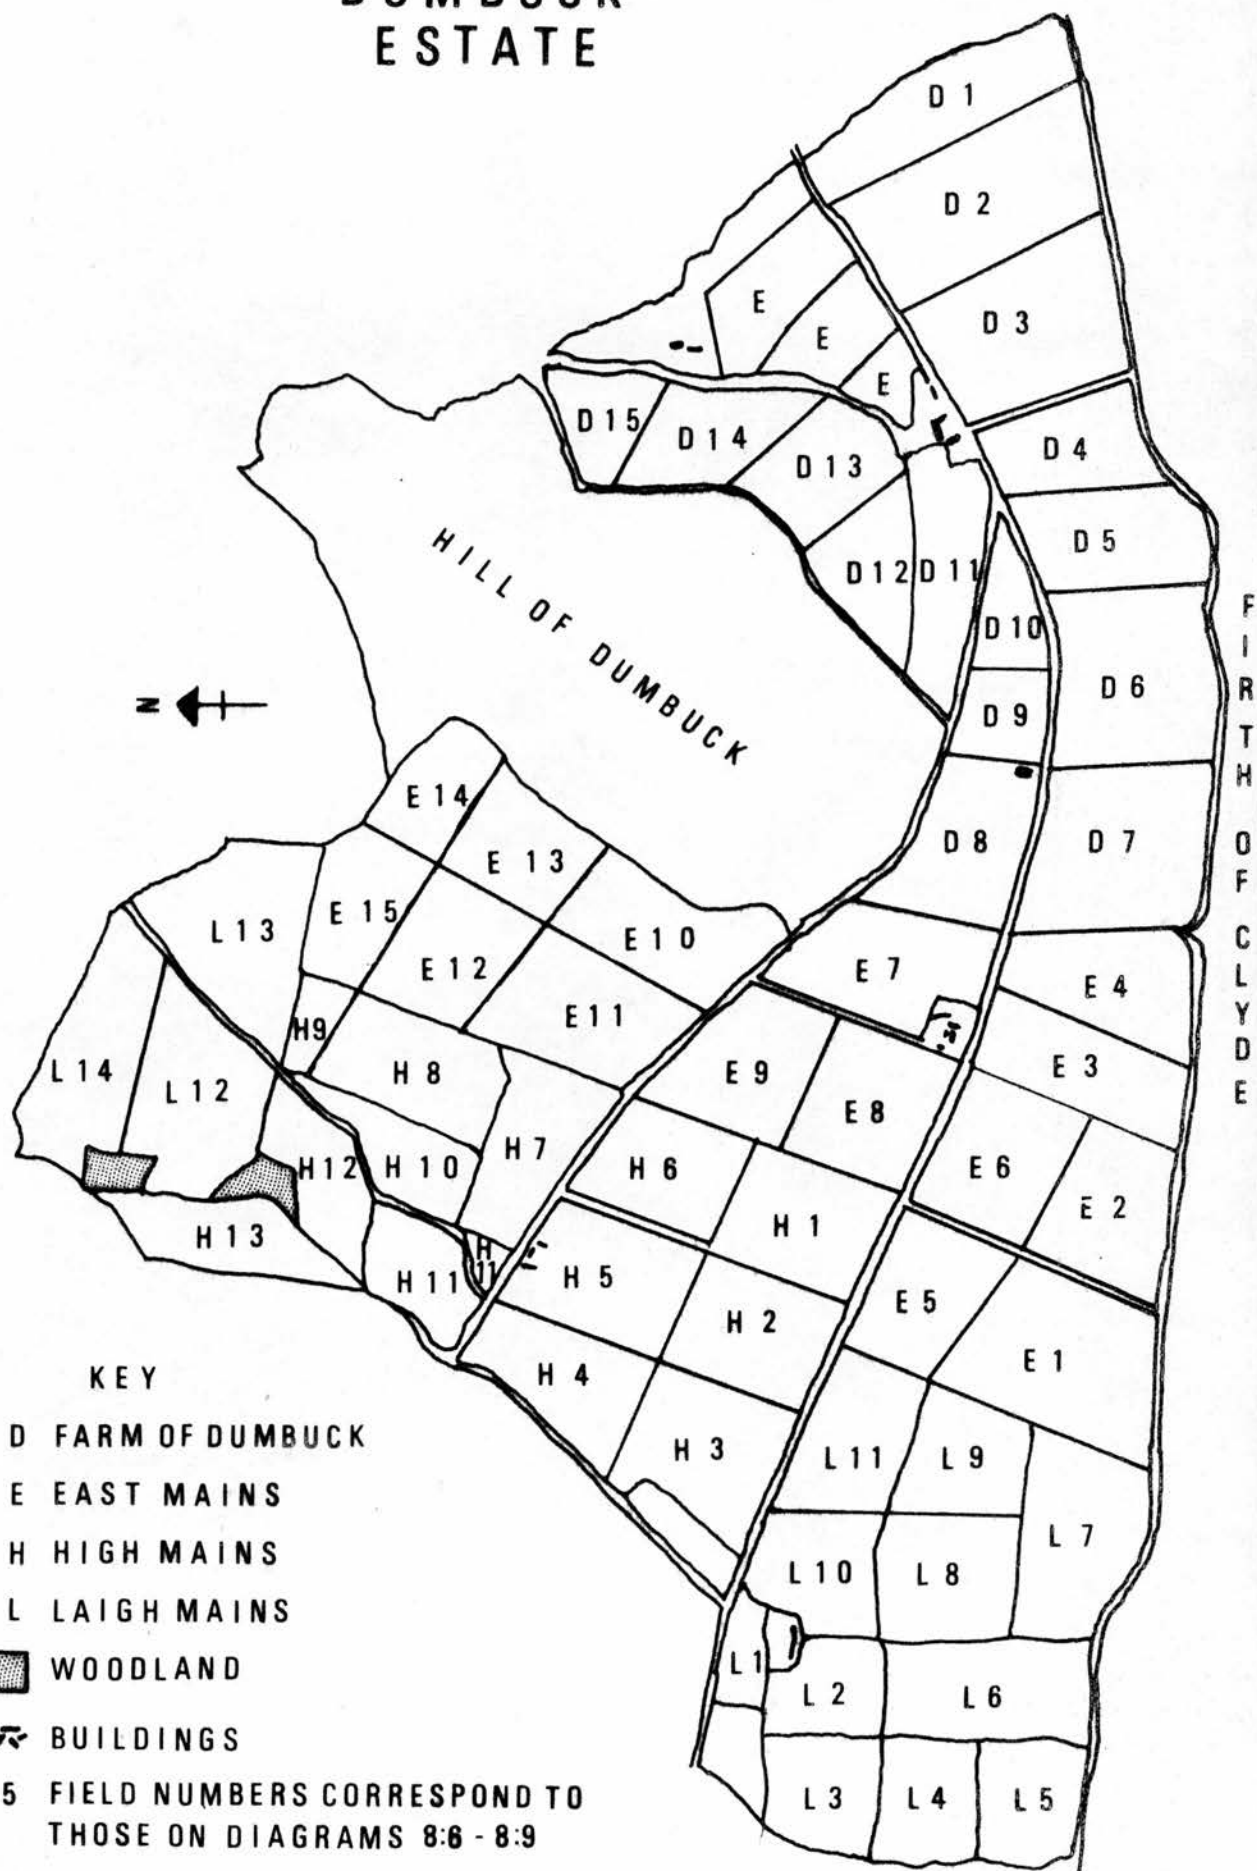 DUMBUCK
ESTATE
D 1
D 2
D 3
E
E
E
D 15
D 14
D 13
D 4
D 5
D 12
D 11
D 10
D 6
D 9
D 8
D 7
HILL OF DUMBUCK
FIRTH OF CLYDE
N
E 14
E 13
E 15
E 10
E 12
E 11
L 13
E 7
E 4
E 3
H9
H 8
E 9
E 8
L 14
L 12
H 7
H 6
E 6
E 2
H12
H 10
H 1
H 13
H 11
H 11
H 5
H 2
E 5
E 1
H 4
H 3
L 11
L 9
L 7
L 10
L 8
L 1
L 2
L 6
L 3
L 4
L 5
KEY
D FARM OF DUMBUCK
E EAST MAINS
H HIGH MAINS
L LAIGH MAINS
WOODLAND
BUILDINGS
5 FIELD NUMBERS CORRESPOND TO
THOSE ON DIAGRAMS 8:6 - 8:9